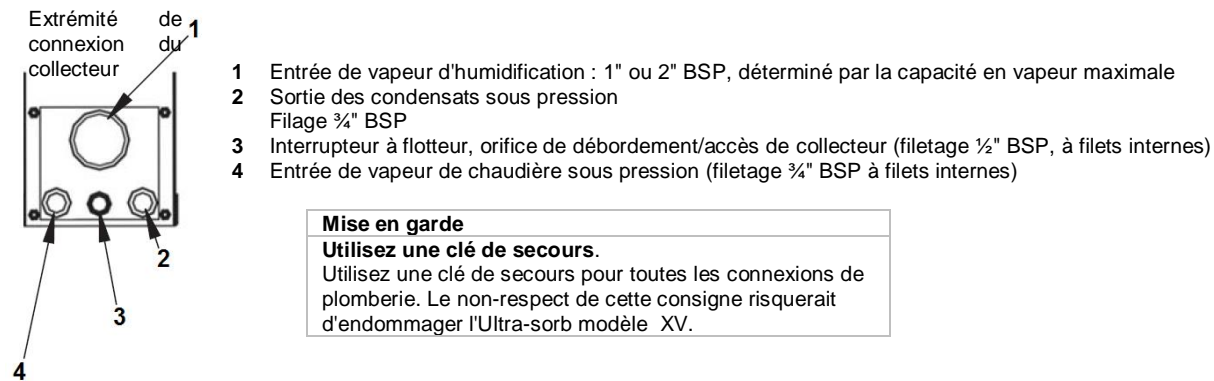 Extrémité de
connexion du
collecteur
1
1 Entrée de vapeur d'humidification : 1" ou 2" BSP, déterminé par la capacité en vapeur maximale
2 Sortie des condensats sous pression
Filage ¾" BSP
3 Interrupteur à flotteur, orifice de débordement/accès de collecteur (filetage ½" BSP, à filets internes)
4 Entrée de vapeur de chaudière sous pression (filetage ¾" BSP à filets internes)
Mise en garde
Utilisez une clé de secours.
Utilisez une clé de secours pour toutes les connexions de
plomberie. Le non-respect de cette consigne risquerait
d'endommager l'Ultra-sorb modèle XV.
2
3
4